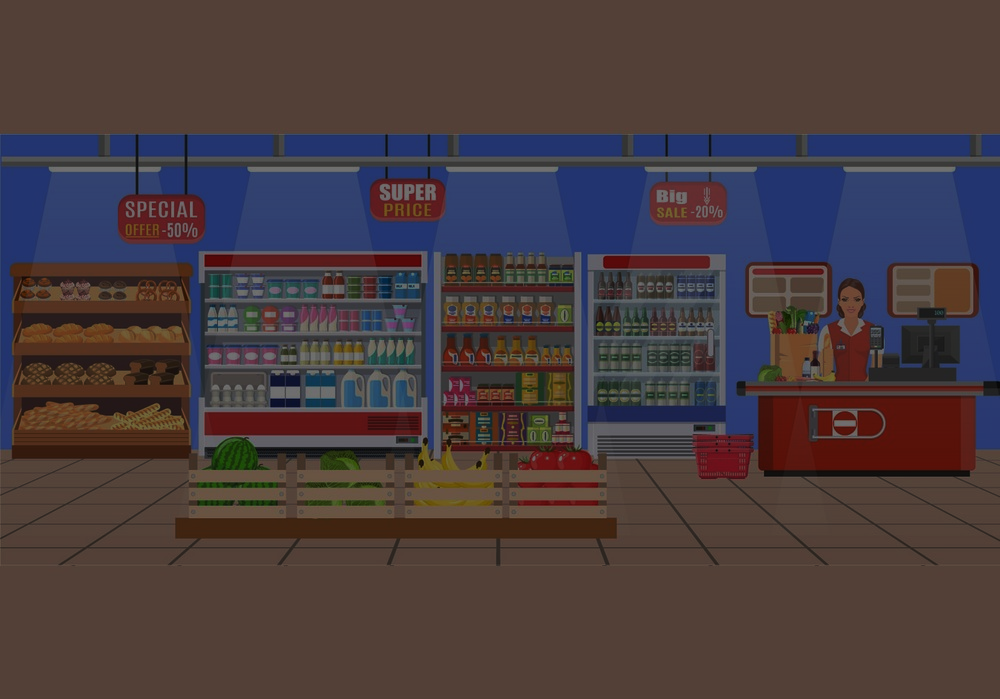 SPECIAL
OFFER -50%
SUPER
PRICE
Big
SALE -20%